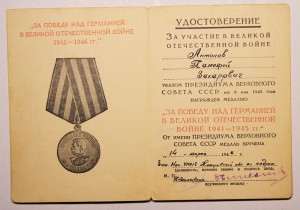 „ЗА ПОБЕДУ НАД ГЕРМАНИЕЙ
В ВЕЛИКОЙ ОТЕЧЕСТВЕННОЙ ВОЙНЕ
1941—1945 гг."
УДОСТОВЕРЕНИЕ
ЗА УЧАСТИЕ В ВЕЛИКОЙ
ОТЕЧЕСТВЕННОЙ ВОЙНЕ
Антонов
Захарович
УКАЗОМ ПРЕЗИДИУМА ВЕРХОВНОГО
СОВЕТА СССР от 9 мая 1945 года
НАГРАЖДЕН МЕДАЛЬЮ
„ЗА ПОБЕДУ НАД ГЕРМАНИЕЙ
В ВЕЛИКОЙ ОТЕЧЕСТВЕННОЙ
ВОЙНЕ 1941—1945 гг."
ОТ ИМЕНИ ПРЕЗИДИУМА ВЕРХОВНОГО
СОВЕТА СССР МЕДАЛЬ ВРУЧЕНА
14 марта